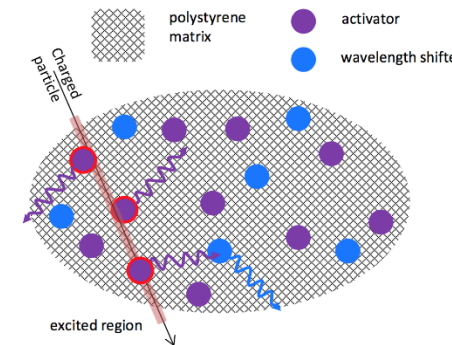 polystyrene
matrix
activator
wavelength shifte
Charged
particle
excited region